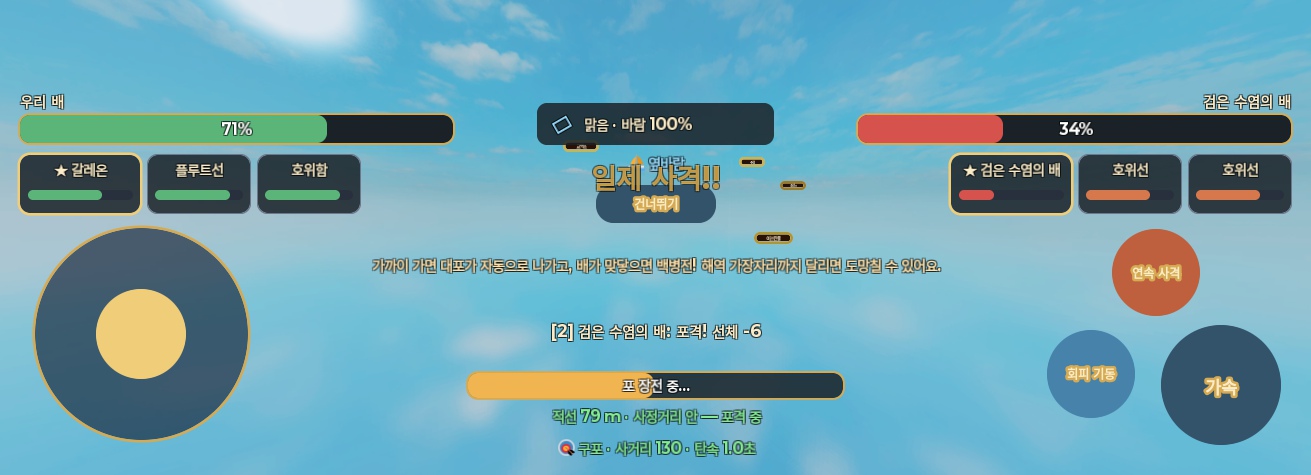 우리 배
검은 수염의 배
71%
맑음 · 바람 100%
34%
★ 갈레온
플루트선
호위함
옆바람
일제 사격!!
건너뛰기
★ 검은 수염의 배
호위선
호위선
가까이 가면 대포가 자동으로 나가고, 배가 맞닿으면 백병전! 해역 가장자리까지 달리면 도망칠 수 있어요.
연속 사격
[2] 검은 수염의 배: 포격! 선체 -6
회피 기동
가속
포 장전 중...
적선 79 m · 사정거리 안 — 포격 중
구포 · 사거리 130 · 탄속 1.0초